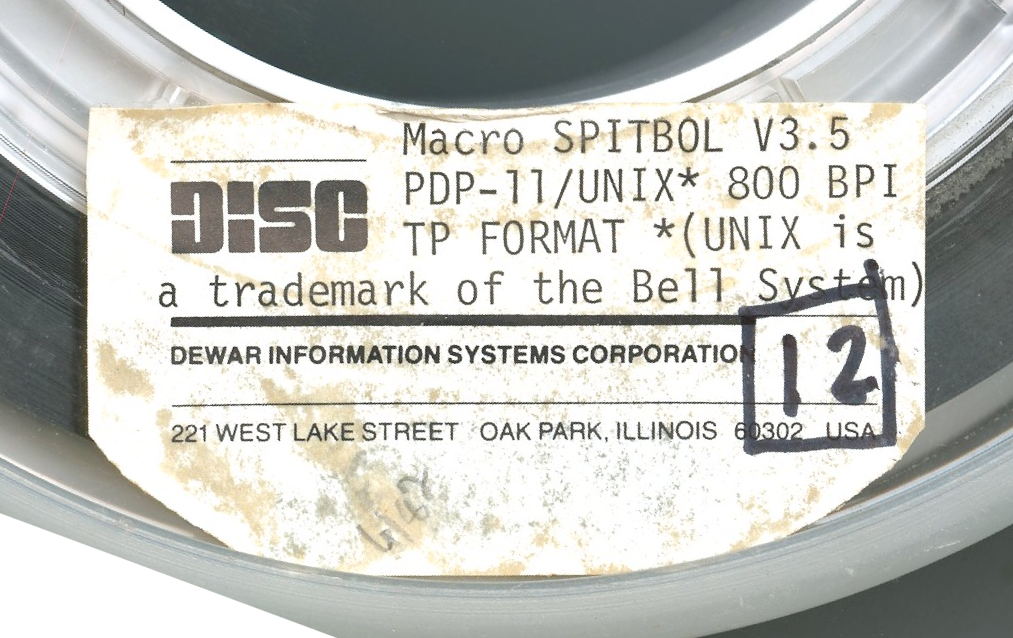 Macro SPITBOL V3.5
DISC
PDP-11/UNIX* 800 BPI
TP FORMAT *(UNIX is
a trademark of the Bell System)
DEWAR INFORMATION SYSTEMS CORPORATION
12
221 WEST LAKE STREET OAK PARK, ILLINOIS 60302 USA